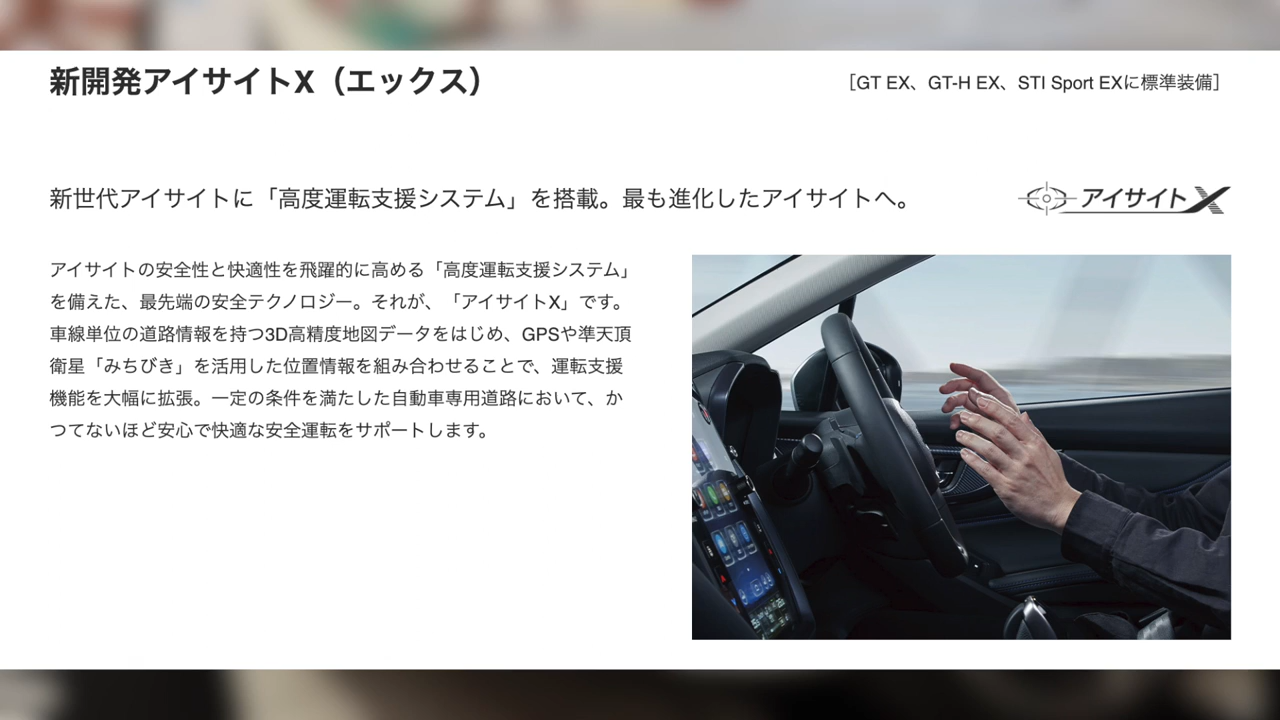 新開発アイサイトX（エックス）
［GT EX、GT-H EX、STI Sport EXに標準装備］
新世代アイサイトに「高度運転支援システム」を搭載。最も進化したアイサイトへ。
アイサイトX
アイサイトの安全性と快適性を飛躍的に高める「高度運転支援システム」
を備えた、最先端の安全テクノロジー。それが、「アイサイトX」です。
車線単位の道路情報を持つ3D高精度地図データをはじめ、GPSや準天頂
衛星「みちびき」を活用した位置情報を組み合わせることで、運転支援
機能を大幅に拡張。一定の条件を満たした自動車専用道路において、か
つてないほど安心で快適な安全運転をサポートします。